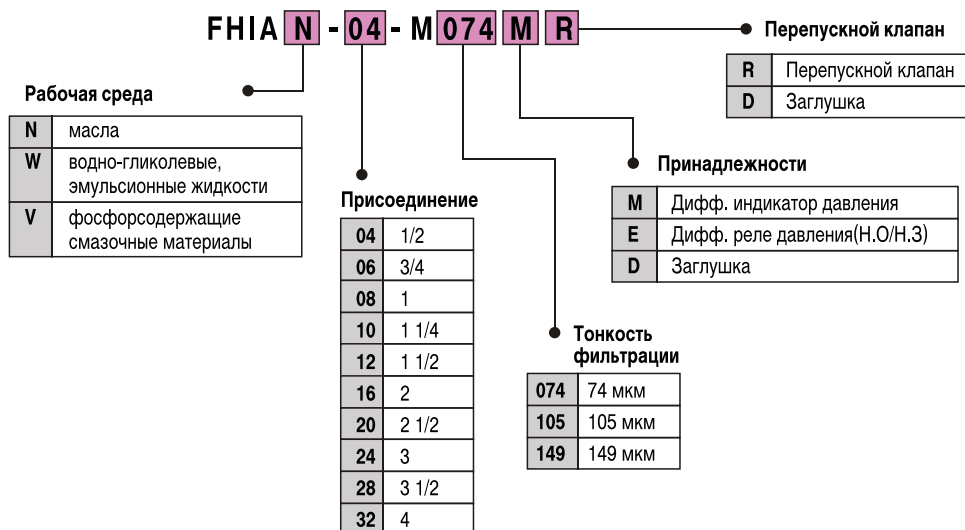 FHIA N - 04 - M 074 M R
Перепускной клапан
R Перепускной клапан
D Заглушка
Рабочая среда
N масла
W водно-гликолевые,
эмульсионные жидкости
V фосфорсодержащие
смазочные материалы
Принадлежности
M Дифф. индикатор давления
E Дифф. реле давления(Н.О/Н.З)
D Заглушка
Присоединение
04 1/2
06 3/4
08 1
10 1 1/4
12 1 1/2
16 2
20 2 1/2
24 3
28 3 1/2
32 4
Тонкость
фильтрации
074 74 мкм
105 105 мкм
149 149 мкм